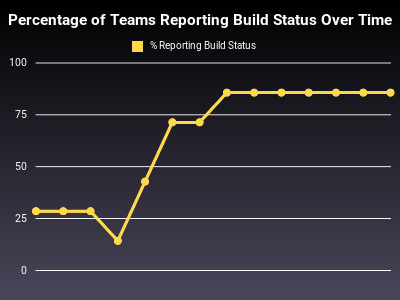 Percentage of Teams Reporting Build Status Over Time
% Reporting Build Status
100
75
50
25
0